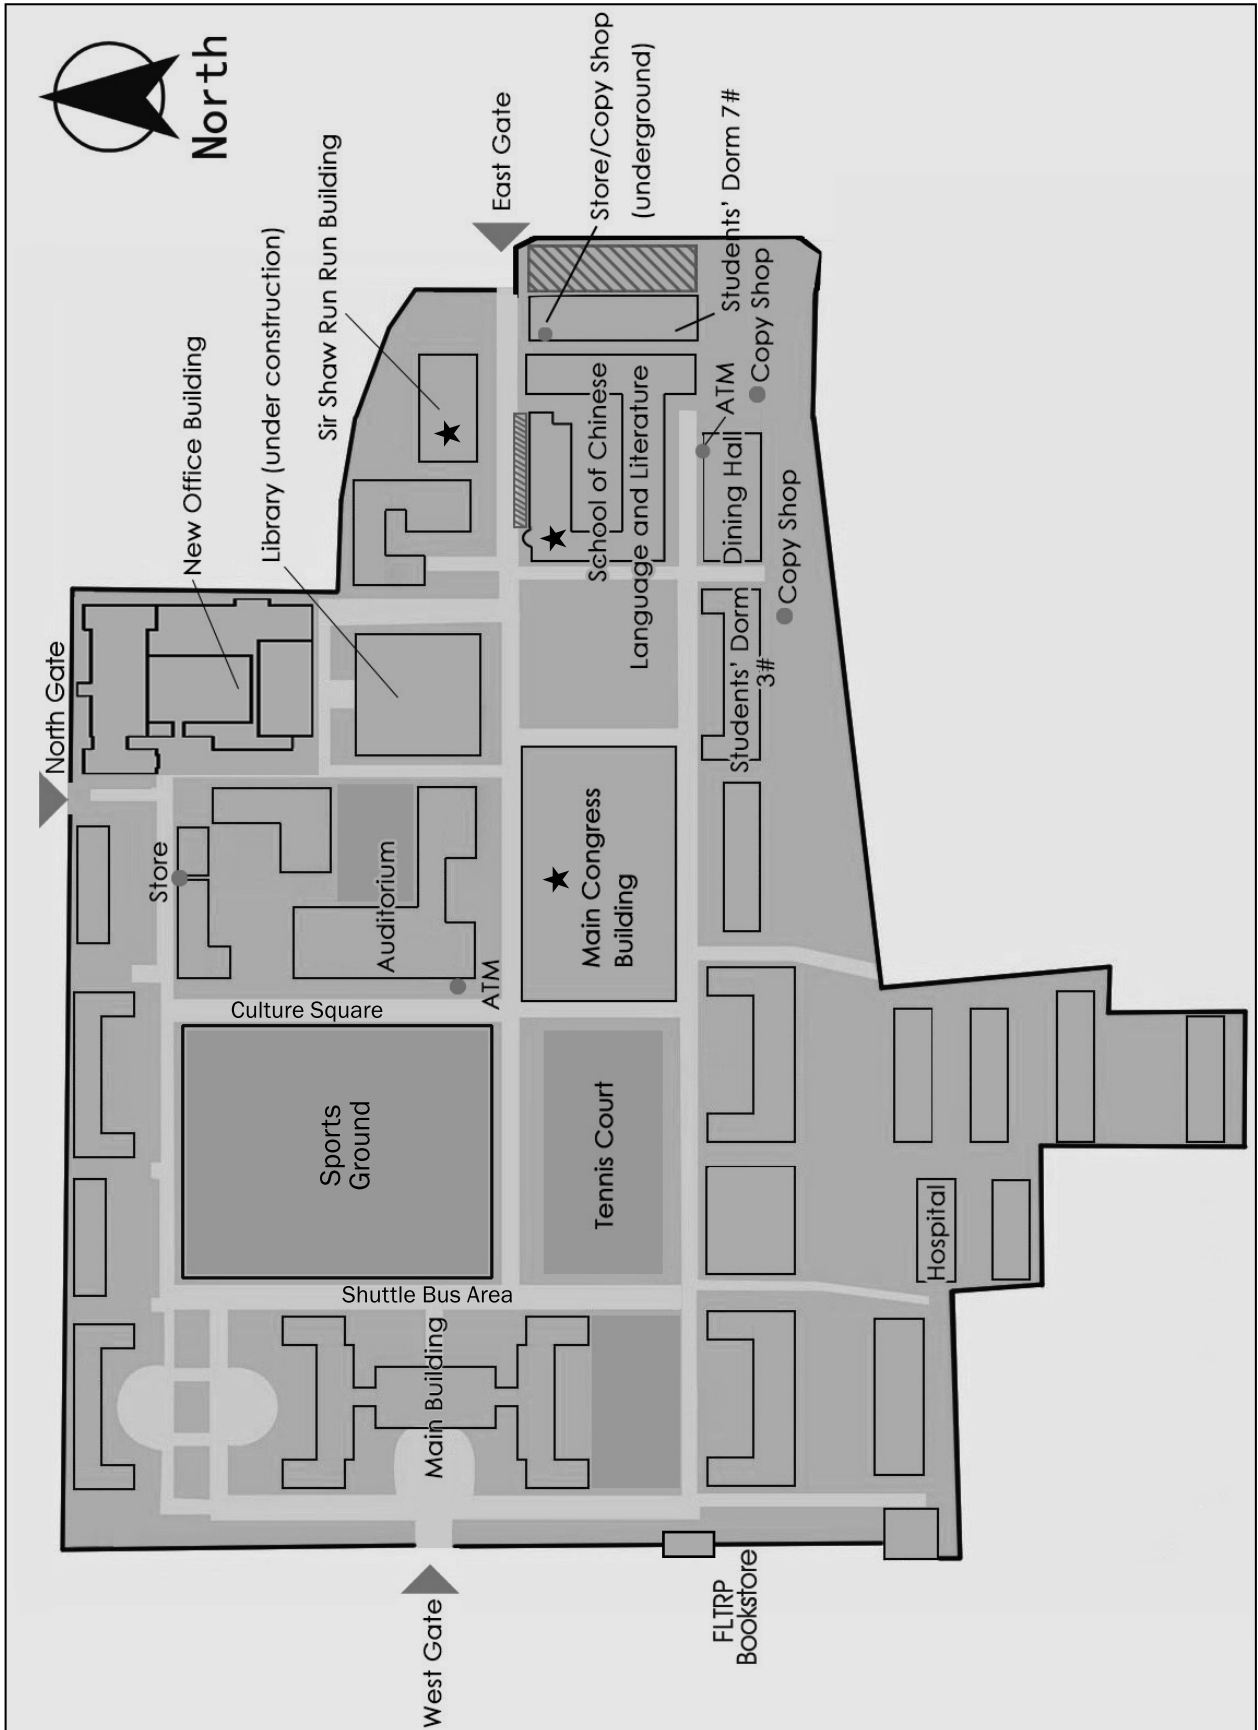 North
North Gate
New Office Building
Library (under construction)
Sir Shaw Run Run Building
East Gate
Store/Copy Shop
(underground)
Students' Dorm 7#
Copy Shop
ATM
School of Chinese
Language and Literature
Dining Hall
Copy Shop
Students' Dorm
3#
Store
Auditorium
ATM
Main Congress
Building
Culture Square
Sports
Ground
Tennis Court
Shuttle Bus Area
Hospital
Main Building
West Gate
FLTRP
Bookstore